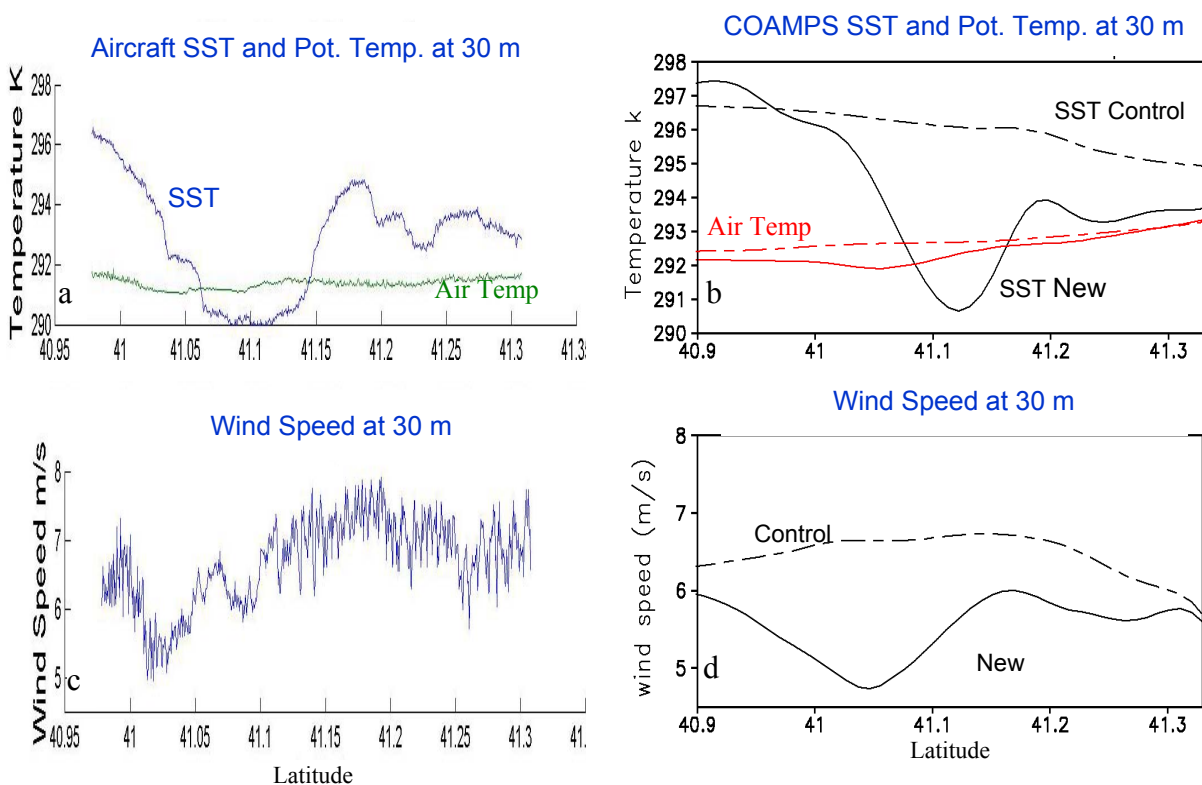 Aircraft SST and Pot. Temp. at 30 m
Temperature K
298
296
294
292
290
SST
Air Temp
a
40.95 41 41.05 41.1 41.15 41.2 41.25 41.3 41.3
COAMPS SST and Pot. Temp. at 30 m
Temperature k
298
297
296
295
294
293
292
291
290
SST Control
Air Temp
SST New
b
40.9 41 41.1 41.2 41.3
Wind Speed at 30 m
Wind Speed m/s
8
7
6
5
c
40.95 41 41.05 41.1 41.15 41.2 41.25 41.3 41.
Latitude
Wind Speed at 30 m
wind speed (m/s)
8
7
6
5
Control
New
d
40.9 41 41.1 41.2 41.3
Latitude